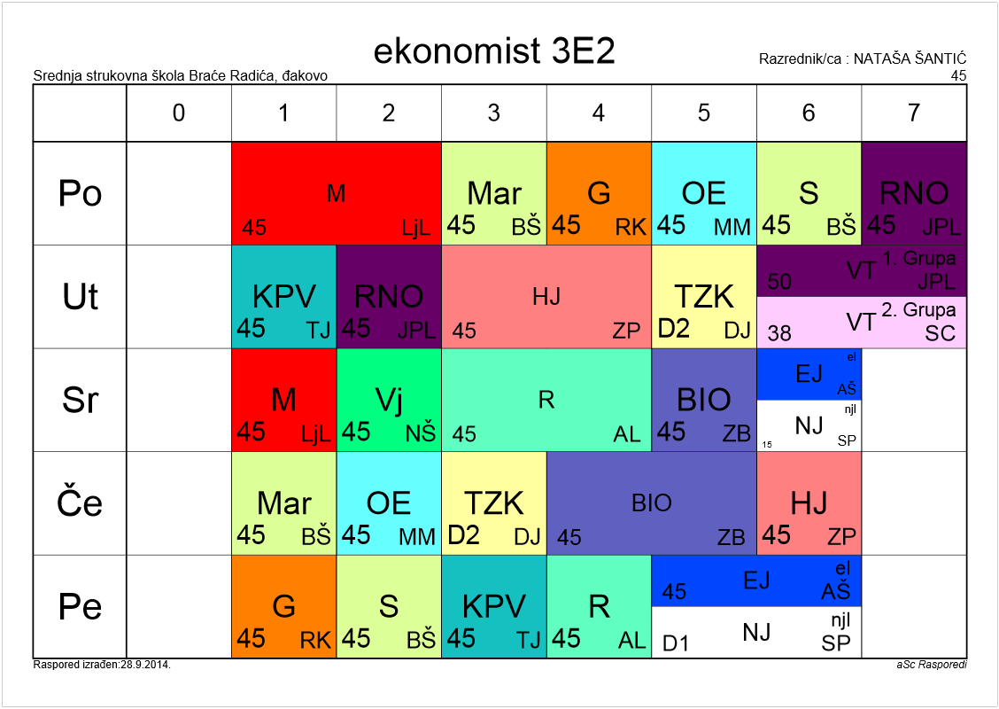 ekonomist 3E2
Srednja strukovna škola Braće Radića, đakovo
Razrednik/ca : NATAŠA ŠANTIĆ
45
0 1 2 3 4 5 6 7
Po
M
45 LjL
Mar
45 BŠ
G
45 RK
OE
45 MM
S
45 BŠ
RNO
45 JPL
Ut
KPV
45 TJ
RNO
45 JPL
HJ
45 ZP
TZK
D2 DJ
1. Grupa
VT
50 JPL
2. Grupa
VT
38 SC
Sr
M
45 LjL
Vj
45 NŠ
R
45 AL
BIO
45 ZB
el
EJ
AŠ
njl
NJ
15 SP
Če
Mar
45 BŠ
OE
45 MM
TZK
D2 DJ
BIO
45 ZB
HJ
45 ZP
Pe
G
45 RK
S
45 BŠ
KPV
45 TJ
R
45 AL
el
EJ
45 AŠ
njl
NJ
D1 SP
Raspored izrađen:28.9.2014.
aSc Rasporedi